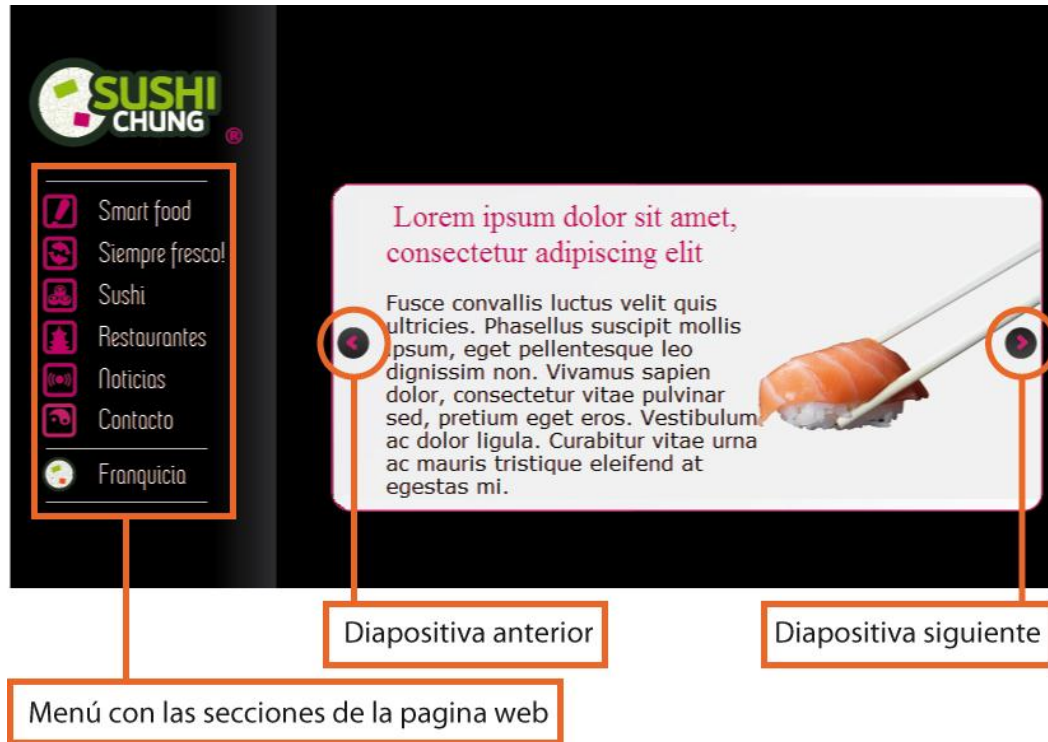 SUSHI
CHUNG
®
Smart food
Siempre fresco!
Sushi
Restaurantes
Noticias
Contacto
Franquicia
Lorem ipsum dolor sit amet,
consectetur adipiscing elit
Fusce convallis luctus velit quis
ultricies. Phasellus suscipit mollis
ipsum, eget pellentesque leo
dignissim non. Vivamus sapien
dolor, consectetur vitae pulvinar
sed, pretium eget eros. Vestibulum
ac dolor ligula. Curabitur vitae urna
ac mauris tristique eleifend at
egestas mi.
Diapositiva anterior
Diapositiva siguiente
Menú con las secciones de la pagina web